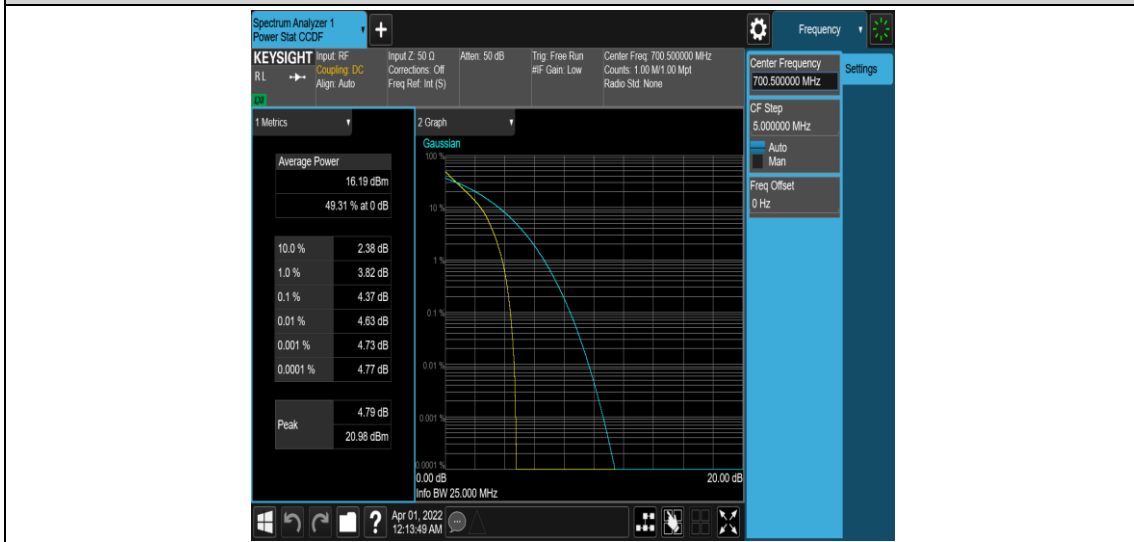 Spectrum Analyzer 1
Power Stat CCDF
+
Frequency
KEYSIGHT
Input: RF
Coupling: DC
Align: Auto
Input Z: 50 Ω
Corrections: Off
Freq Ref: Int (S)
Atten: 50 dB
Trig: Free Run
#IF Gain: Low
Center Freq: 700.500000 MHz
Counts: 1.00 M/1.00 Mpt
Radio Std: None
RL
Center Frequency
700.500000 MHz
Settings
CF Step
5.000000 MHz
Auto
Man
Freq Offset
0 Hz
1 Metrics
Average Power
16.19 dBm
49.31 % at 0 dB
10.0 % 2.38 dB
1.0 % 3.82 dB
0.1 % 4.37 dB
0.01 % 4.63 dB
0.001 % 4.73 dB
0.0001 % 4.77 dB
Peak
4.79 dB
20.98 dBm
2 Graph
Gaussian
100 %
10 %
1 %
0.1 %
0.01 %
0.001 %
0.0001 %
0.00 dB 20.00 dB
Info BW 25.000 MHz
?
Apr 01, 2022
12:13:49 AM